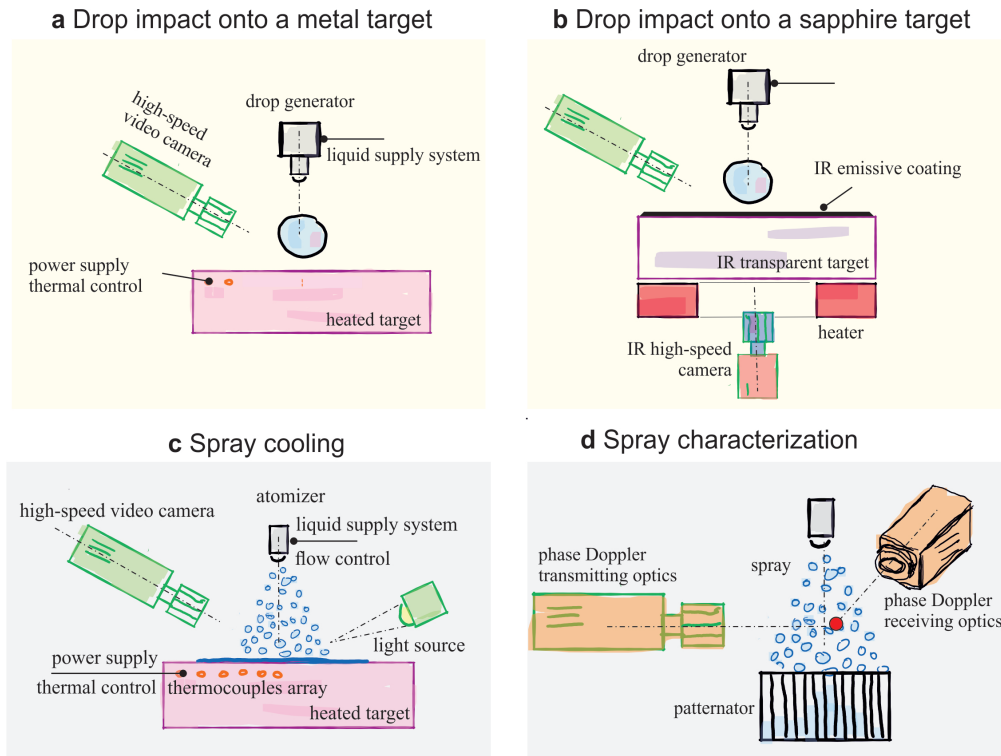 a Drop impact onto a metal target
drop generator
high-speed
video camera
liquid supply system
power supply
thermal control
heated target
b Drop impact onto a sapphire target
drop generator
IR emissive coating
IR transparent target
heater
IR high-speed
camera
c Spray cooling
atomizer
high-speed video camera
liquid supply system
flow control
light source
power supply
thermal control
thermocouples array
heated target
d Spray characterization
phase Doppler
transmitting optics
spray
phase Doppler
receiving optics
patternator